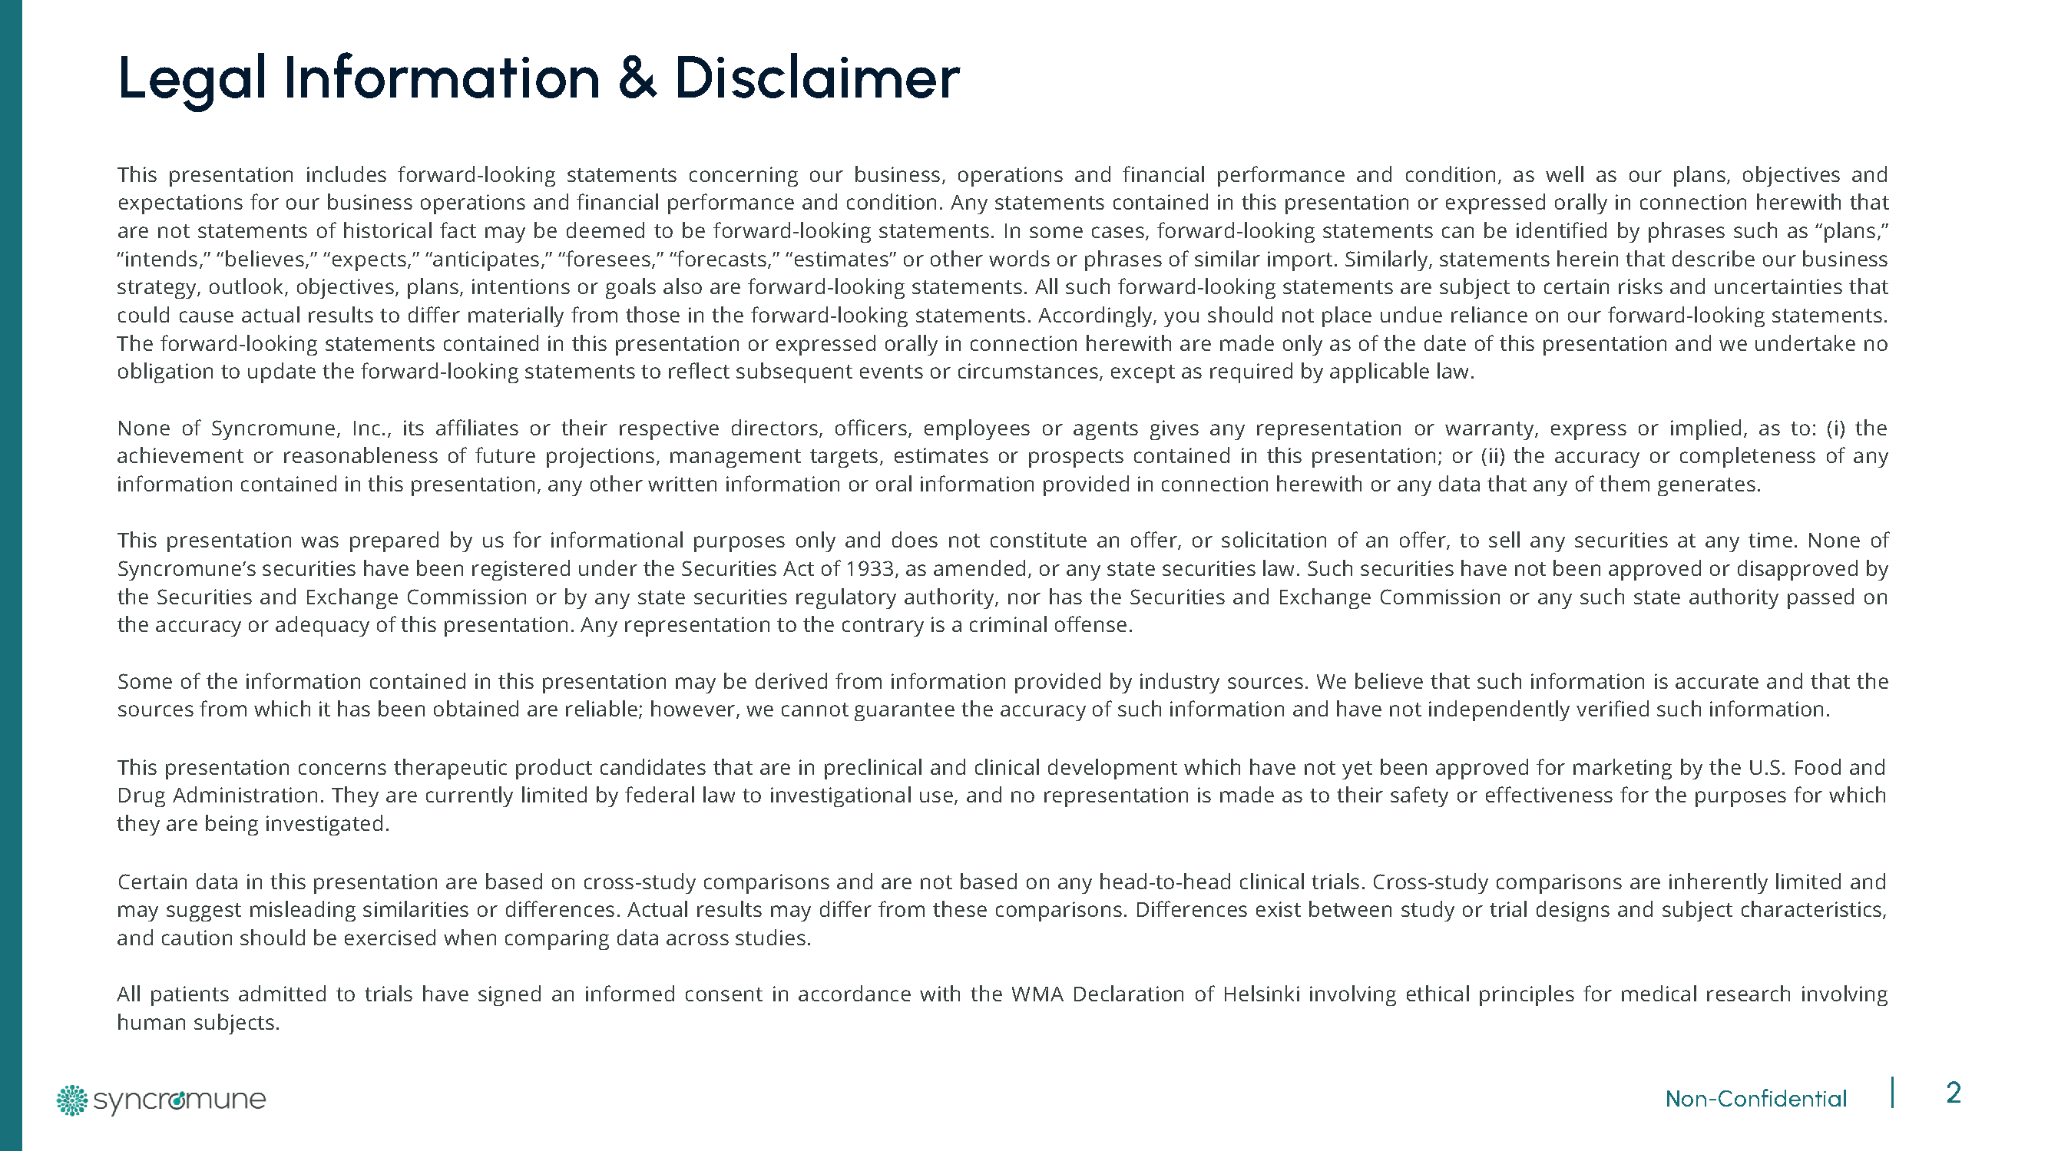 Legal Information & Disclaimer
This presentation includes forward-looking statements concerning our business, operations and financial performance and condition, as well as our plans, objectives and
expectations for our business operations and financial performance and condition. Any statements contained in this presentation or expressed orally in connection herewith that
are not statements of historical fact may be deemed to be forward-looking statements. In some cases, forward-looking statements can be identified by phrases such as “plans,”
“intends,” “believes,” “expects,” “anticipates,” “foresees,” “forecasts,” “estimates” or other words or phrases of similar import. Similarly, statements herein that describe our business
strategy, outlook, objectives, plans, intentions or goals also are forward-looking statements. All such forward-looking statements are subject to certain risks and uncertainties that
could cause actual results to differ materially from those in the forward-looking statements. Accordingly, you should not place undue reliance on our forward-looking statements.
The forward-looking statements contained in this presentation or expressed orally in connection herewith are made only as of the date of this presentation and we undertake no
obligation to update the forward-looking statements to reflect subsequent events or circumstances, except as required by applicable law.
None of Syncromune, Inc., its affiliates or their respective directors, officers, employees or agents gives any representation or warranty, express or implied, as to: (i) the
achievement or reasonableness of future projections, management targets, estimates or prospects contained in this presentation; or (ii) the accuracy or completeness of any
information contained in this presentation, any other written information or oral information provided in connection herewith or any data that any of them generates.
This presentation was prepared by us for informational purposes only and does not constitute an offer, or solicitation of an offer, to sell any securities at any time. None of
Syncromune’s securities have been registered under the Securities Act of 1933, as amended, or any state securities law. Such securities have not been approved or disapproved by
the Securities and Exchange Commission or by any state securities regulatory authority, nor has the Securities and Exchange Commission or any such state authority passed on
the accuracy or adequacy of this presentation. Any representation to the contrary is a criminal offense.
Some of the information contained in this presentation may be derived from information provided by industry sources. We believe that such information is accurate and that the
sources from which it has been obtained are reliable; however, we cannot guarantee the accuracy of such information and have not independently verified such information.
This presentation concerns therapeutic product candidates that are in preclinical and clinical development which have not yet been approved for marketing by the U.S. Food and
Drug Administration. They are currently limited by federal law to investigational use, and no representation is made as to their safety or effectiveness for the purposes for which
they are being investigated.
Certain data in this presentation are based on cross-study comparisons and are not based on any head-to-head clinical trials. Cross-study comparisons are inherently limited and
may suggest misleading similarities or differences. Actual results may differ from these comparisons. Differences exist between study or trial designs and subject characteristics,
and caution should be exercised when comparing data across studies.
All patients admitted to trials have signed an informed consent in accordance with the WMA Declaration of Helsinki involving ethical principles for medical research involving
human subjects.
syncromune
Non-Confidential | 2